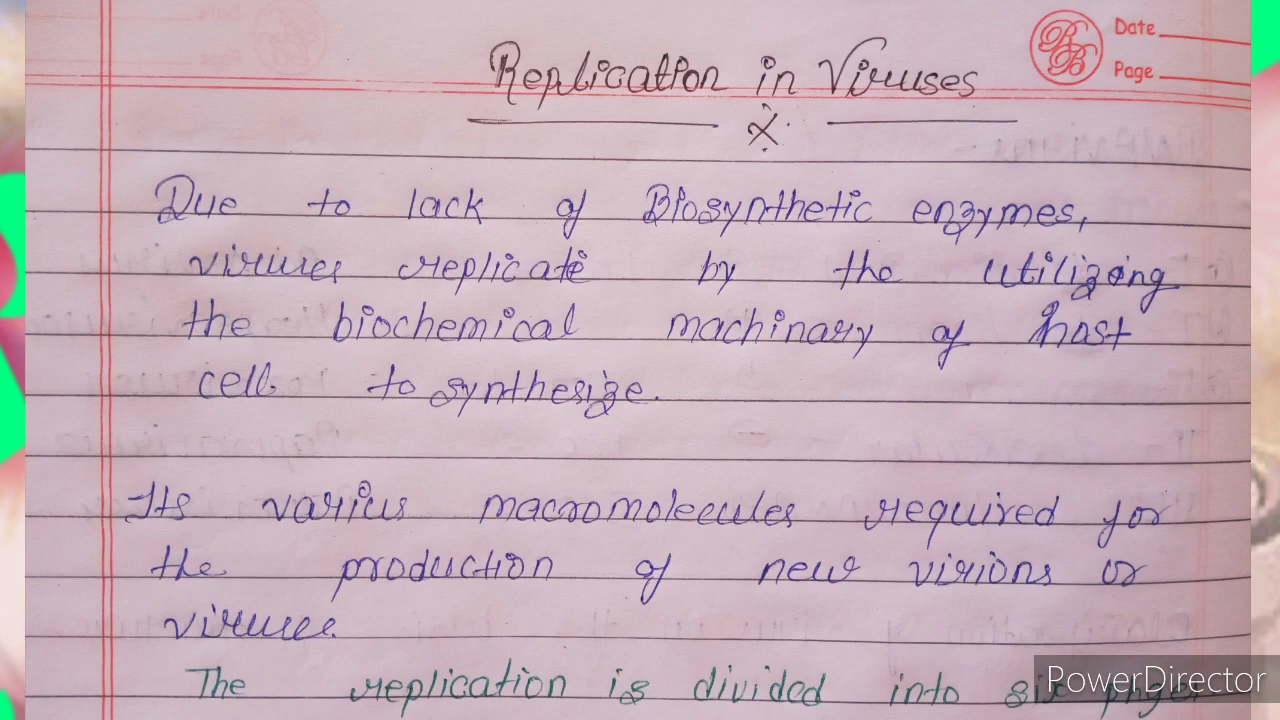 Date
Page
Replication in Viruses
Due to lack of Biosynthetic enzymes,
viruses replicate by the utilizing
the biochemical machinary of host
cell to synthesize.
Its varius macromolecules required for
the production of new virions or
viruses.
The replication is divided into six
PowerDirector